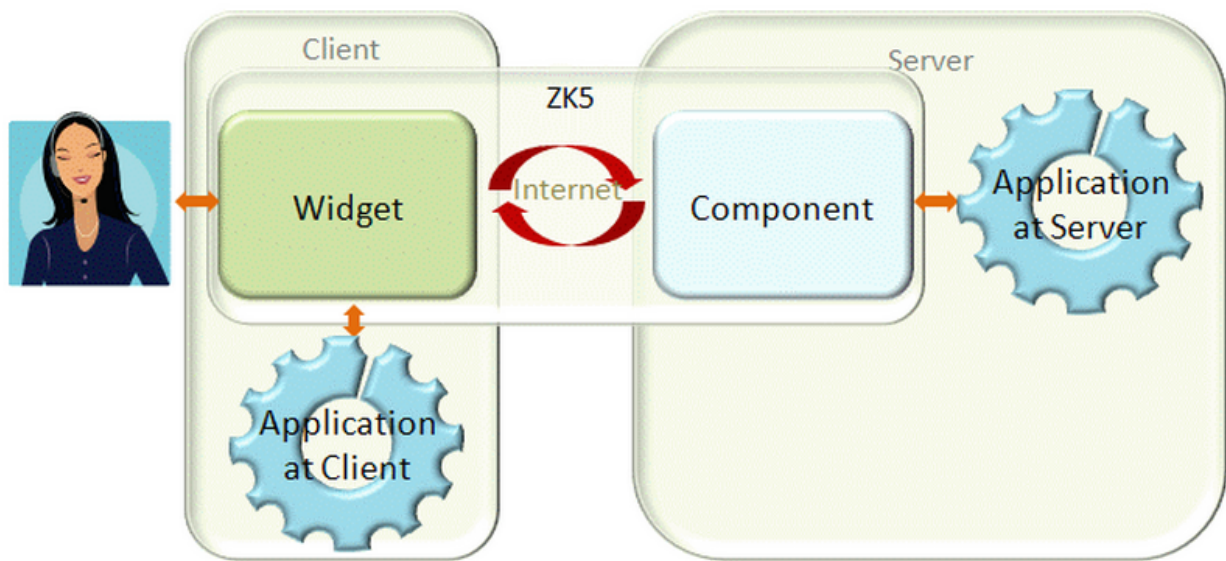 Client
Server
ZK5
Widget
Internet
Component
Application
at Server
Application
at Client